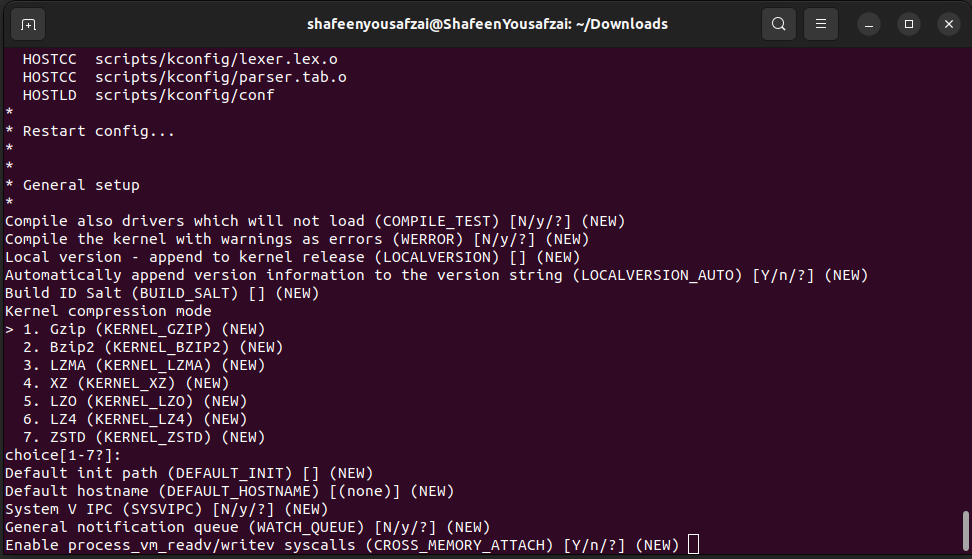 shafeenyousafzai@ShafeenYousafzai: ~/Downloads
HOSTCC  scripts/kconfig/lexer.lex.o
HOSTCC  scripts/kconfig/parser.tab.o
HOSTLD  scripts/kconfig/conf
*
* Restart config...
*
*
* General setup
*
Compile also drivers which will not load (COMPILE_TEST) [N/y/?] (NEW)
Compile the kernel with warnings as errors (WERROR) [N/y/?] (NEW)
Local version - append to kernel release (LOCALVERSION) [] (NEW)
Automatically append version information to the version string (LOCALVERSION_AUTO) [Y/n/?] (NEW)
Build ID Salt (BUILD_SALT) [] (NEW)
Kernel compression mode
> 1. Gzip (KERNEL_GZIP) (NEW)
2. Bzip2 (KERNEL_BZIP2) (NEW)
3. LZMA (KERNEL_LZMA) (NEW)
4. XZ (KERNEL_XZ) (NEW)
5. LZO (KERNEL_LZO) (NEW)
6. LZ4 (KERNEL_LZ4) (NEW)
7. ZSTD (KERNEL_ZSTD) (NEW)
choice[1-7?]:
Default init path (DEFAULT_INIT) [] (NEW)
Default hostname (DEFAULT_HOSTNAME) [(none)] (NEW)
System V IPC (SYSVIPC) [N/y/?] (NEW)
General notification queue (WATCH_QUEUE) [N/y/?] (NEW)
Enable process_vm_readv/writev syscalls (CROSS_MEMORY_ATTACH) [Y/n/?] (NEW)